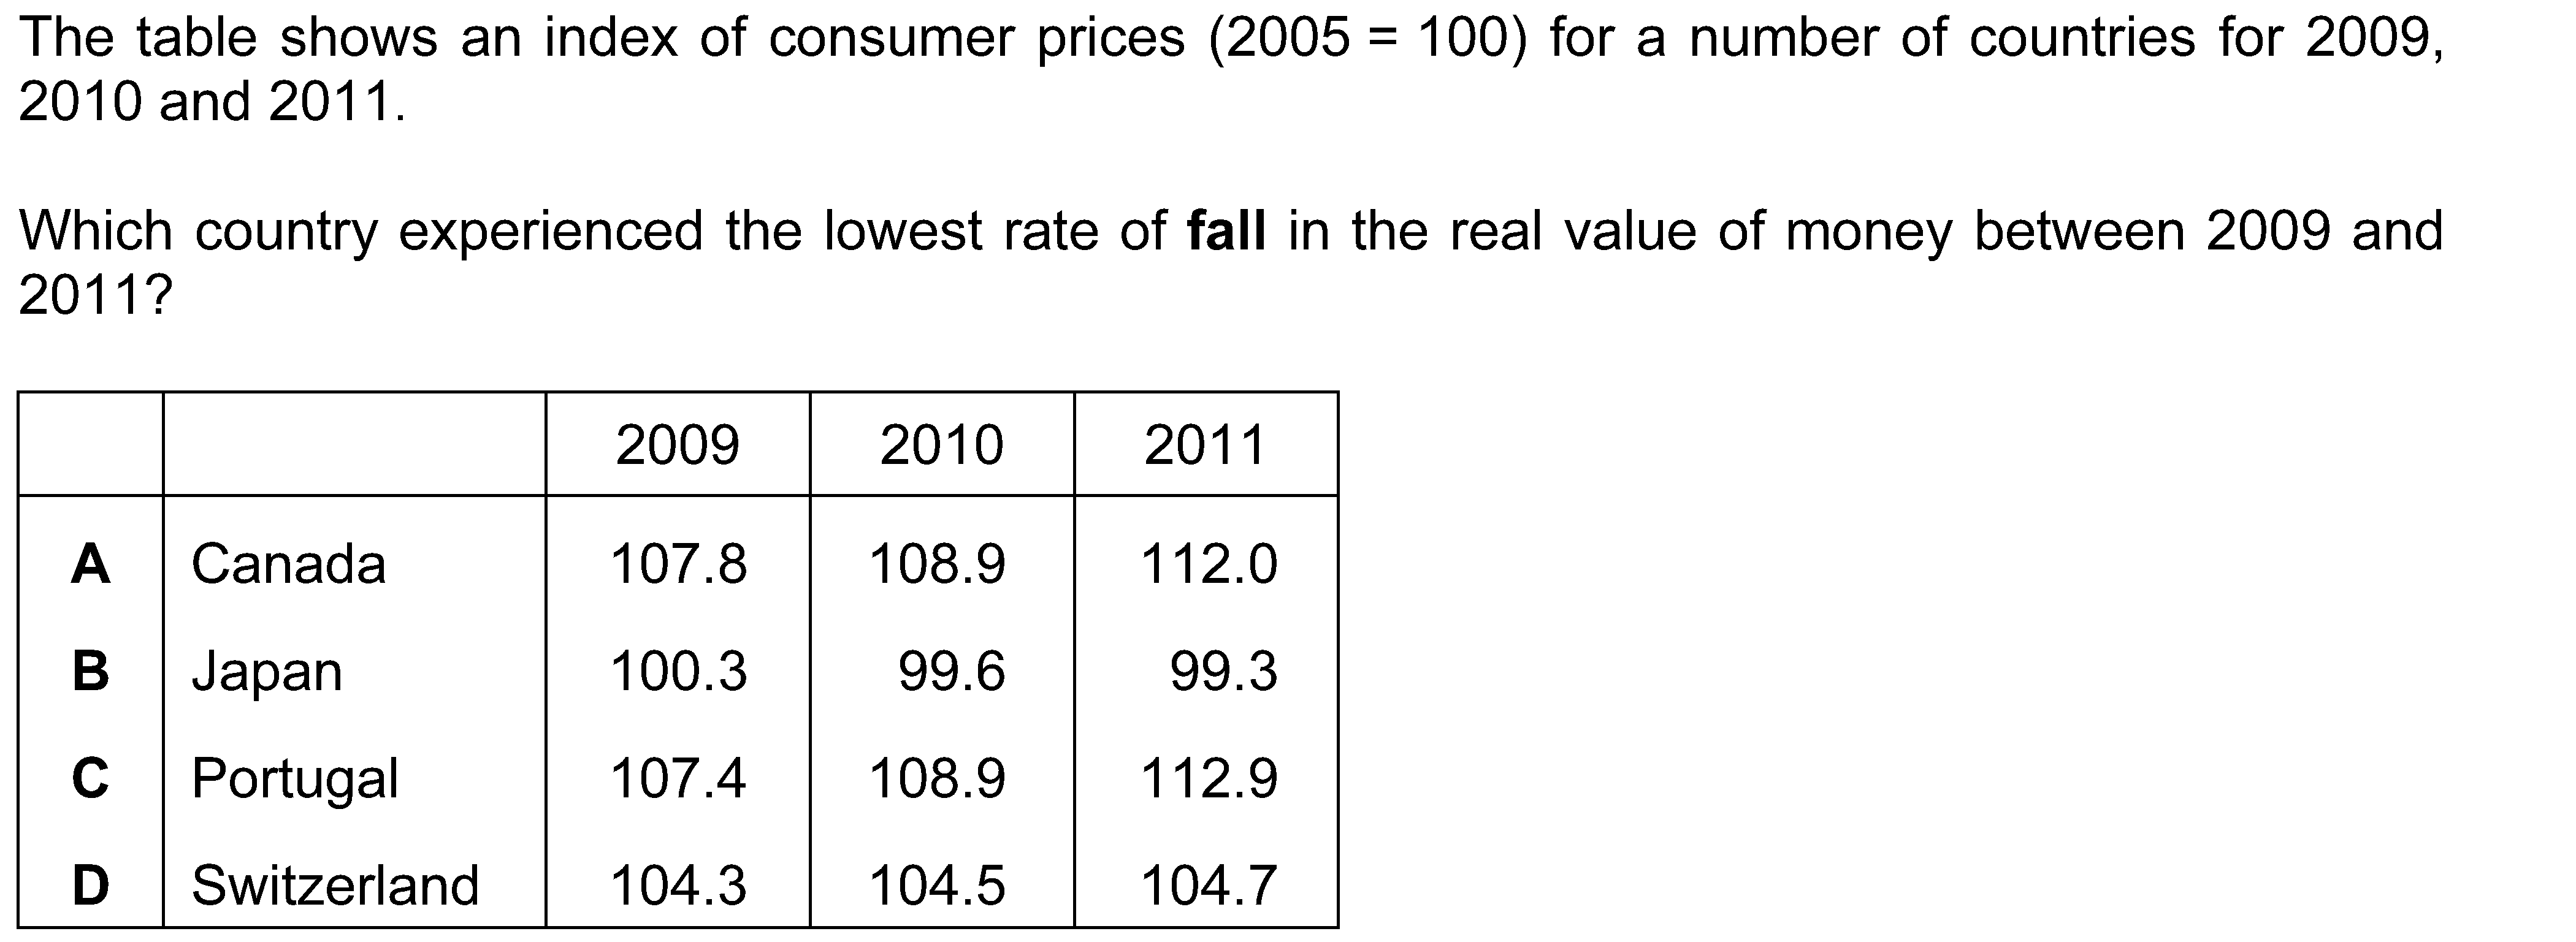 The table shows an index of consumer prices (2005 = 100) for a number of countries for 2009,
2010 and 2011.
Which country experienced the lowest rate of fall in the real value of money between 2009 and
2011?
2009 2010 2011
A Canada 107.8 108.9 112.0
B Japan 100.3 99.6 99.3
C Portugal 107.4 108.9 112.9
D Switzerland 104.3 104.5 104.7